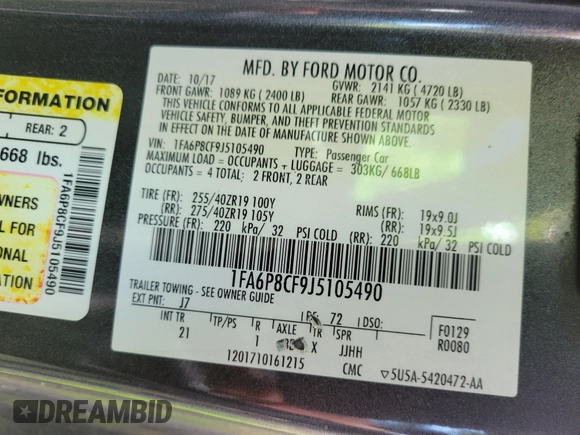 FORMATION
REAR: 2
668 lbs.
WNERS
L FOR
ONAL
TION
1FA6P8CF9J5105490
MFD. BY FORD MOTOR CO.
10/17
GVWR: 2141 KG (4720 LB)
FRONT GAWR: 1089 KG (2400 LB)
REAR GAWR: 1057 KG (2330 LB)
THIS VEHICLE CONFORMS TO ALL APPLICABLE FEDERAL MOTOR
VEHICLE SAFETY, BUMPER, AND THEFT PREVENTION STANDARDS
IN EFFECT ON THE DATE OF MANUFACTURE SHOWN ABOVE.
VIN: 1FA6P8CF9J5105490 TYPE: Passenger Car
MAXIMUM LOAD = OCCUPANTS + LUGGAGE = 303KG/ 668LB
OCCUPANTS = 4 TOTAL: 2 FRONT, 2 REAR
TIRE (FR): 255/40ZR19 100Y RIMS (FR): 19x9.0J
(RR): 275/40ZR19 105Y (RR): 19x9.5J
PRESSURE (FR): 220 kPa/ 32 PSI COLD (RR): 220 kPa/ 32 PSI COLD
1FA6P8CF9J5105490
TRAILER TOWING - SEE OWNER GUIDE
EXT PNT: J7 72 DSO: F0129
INT TR TP/PS R AXLE TR SPR R0080
21 1 X JJHH
1201710161215 CMC ▽5U5A-5420472-AA
DREAMBID